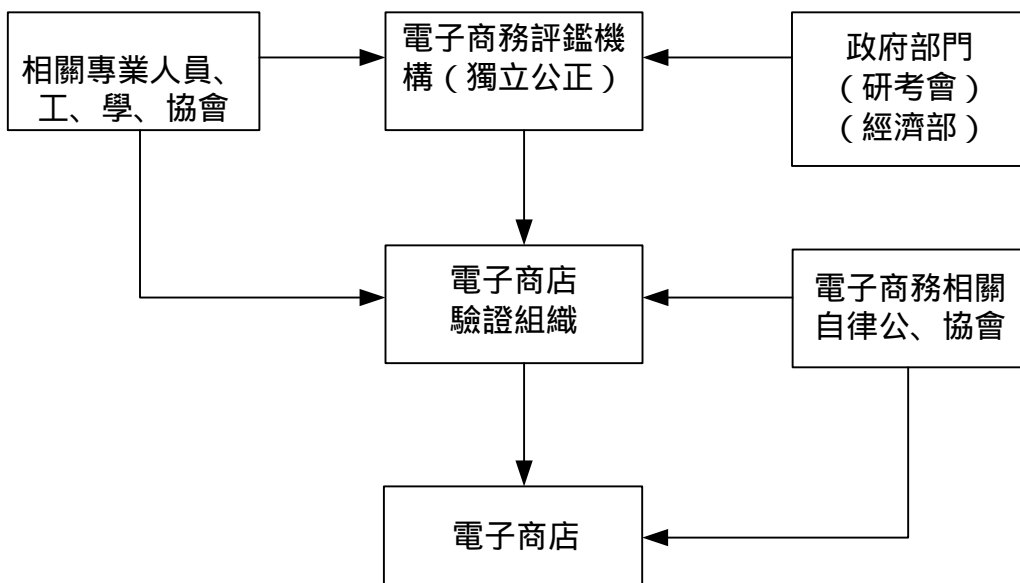 相關專業人員、
工、學、協會
電子商務評鑑機
構（獨立公正）
政府部門
（研考會）
（經濟部）
電子商店
驗證組織
電子商務相關
自律公、協會
電子商店